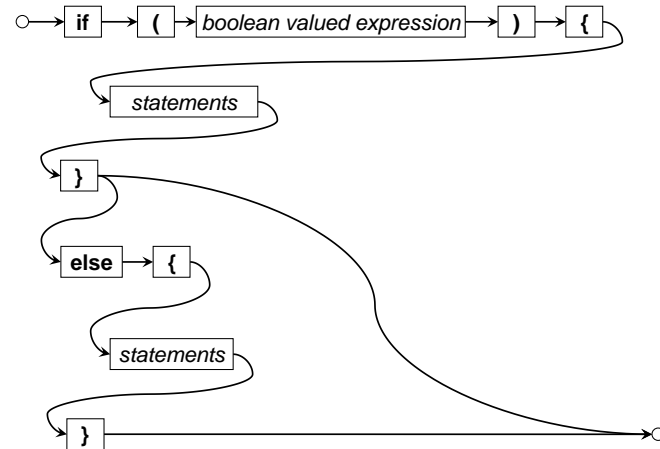 if ( boolean valued expression ) {
statements
}
else {
statements
}